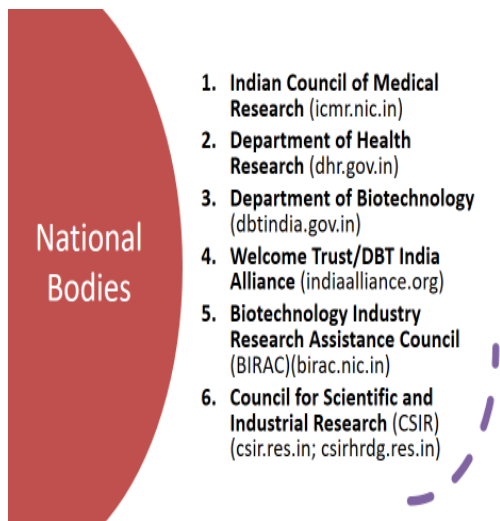 National
Bodies
1. Indian Council of Medical
Research (icmr.nic.in)
2. Department of Health
Research (dhr.gov.in)
3. Department of Biotechnology
(dbtindia.gov.in)
4. Welcome Trust/DBT India
Alliance (indiaalliance.org)
5. Biotechnology Industry
Research Assistance Council
(BIRAC)(birac.nic.in)
6. Council for Scientific and
Industrial Research (CSIR)
(csir.res.in; csirhrdg.res.in)